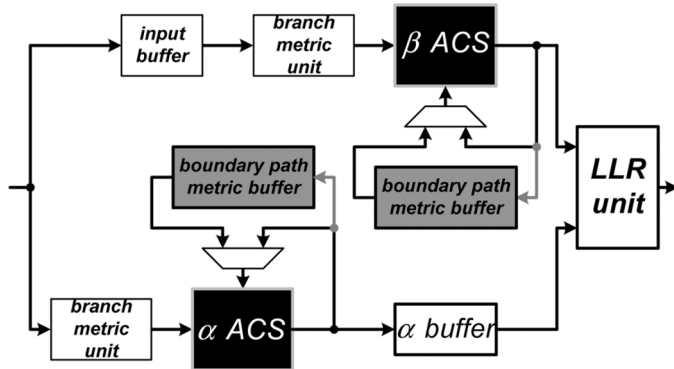 input
buffer
branch
metric
unit
β ACS
boundary path
metric buffer
boundary path
metric buffer
LLR
unit
branch
metric
unit
α ACS
α buffer